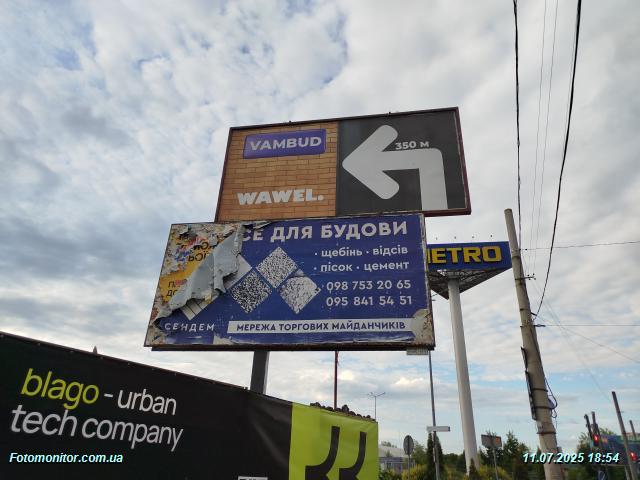 VAMBUD
350 м
WAWEL.
СЕ ДЛЯ БУДОВИ
· щебінь · відсів
· пісок · цемент
098 753 20 65
095 841 54 51
СЕНДЕМ
МЕРЕЖА ТОРГОВИХ МАЙДАНЧИКІВ
METRO
blago - urban
tech company
Fotomonitor.com.ua
11.07.2025 18:54